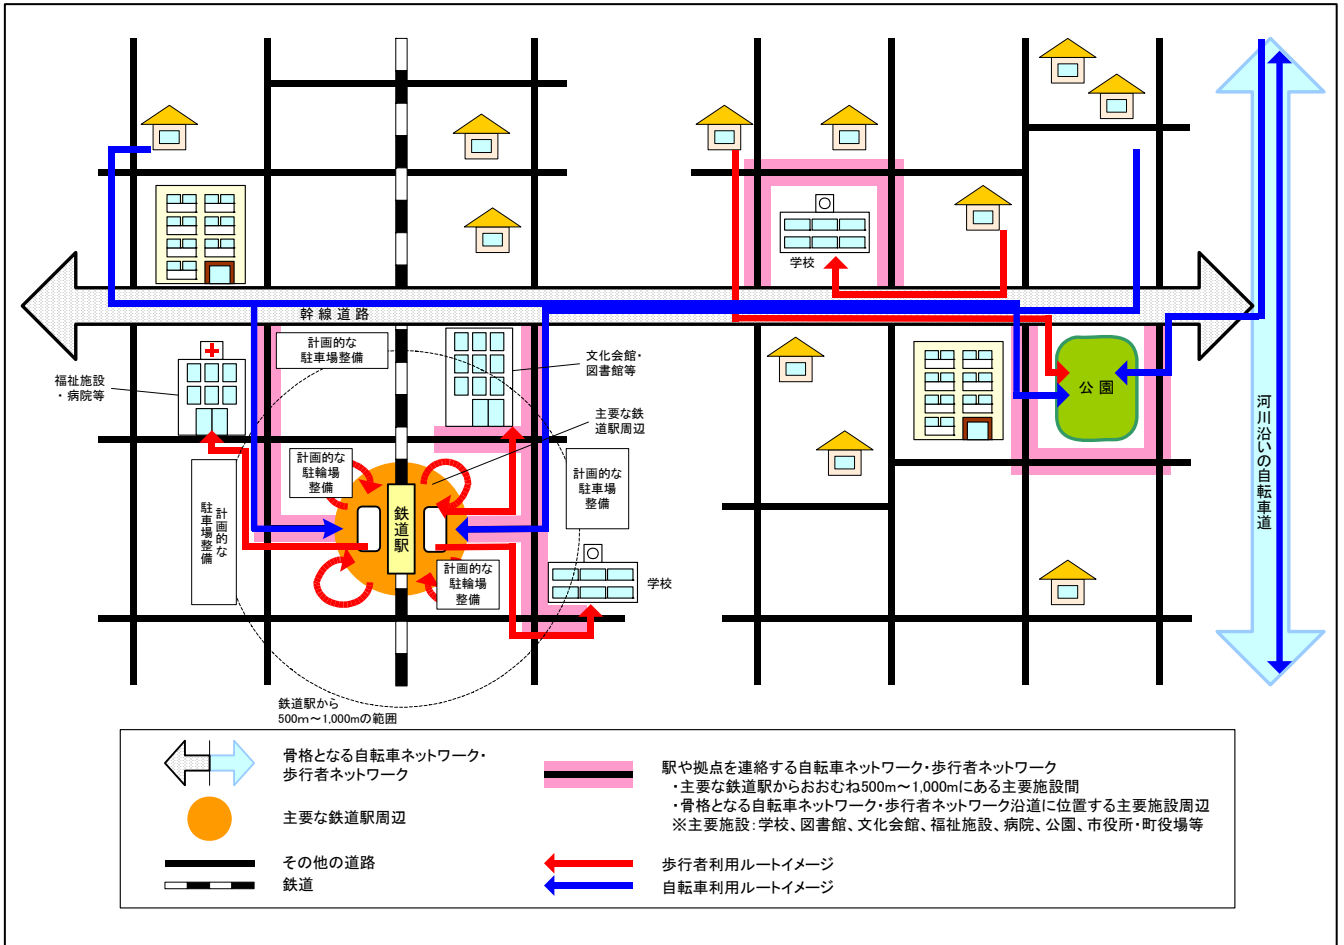 学校
幹線道路
計画的な
駐車場整備
文化会館・
図書館等
福祉施設
・病院等
主要な鉄
道駅周辺
公園
河川沿いの自転車道
計画的な
駐輪場
整備
計画的な
駐車場
整備
計画的な
駐車場整備
鉄道駅
計画的な
駐輪場
整備
学校
鉄道駅から
500m~1,000mの範囲
骨格となる自転車ネットワーク・
歩行者ネットワーク
主要な鉄道駅周辺
その他の道路
鉄道
駅や拠点を連絡する自転車ネットワーク・歩行者ネットワーク
・主要な鉄道駅からおおむね500m~1,000mにある主要施設間
・骨格となる自転車ネットワーク・歩行者ネットワーク沿道に位置する主要施設周辺
※主要施設:学校、図書館、文化会館、福祉施設、病院、公園、市役所・町役場等
歩行者利用ルートイメージ
自転車利用ルートイメージ